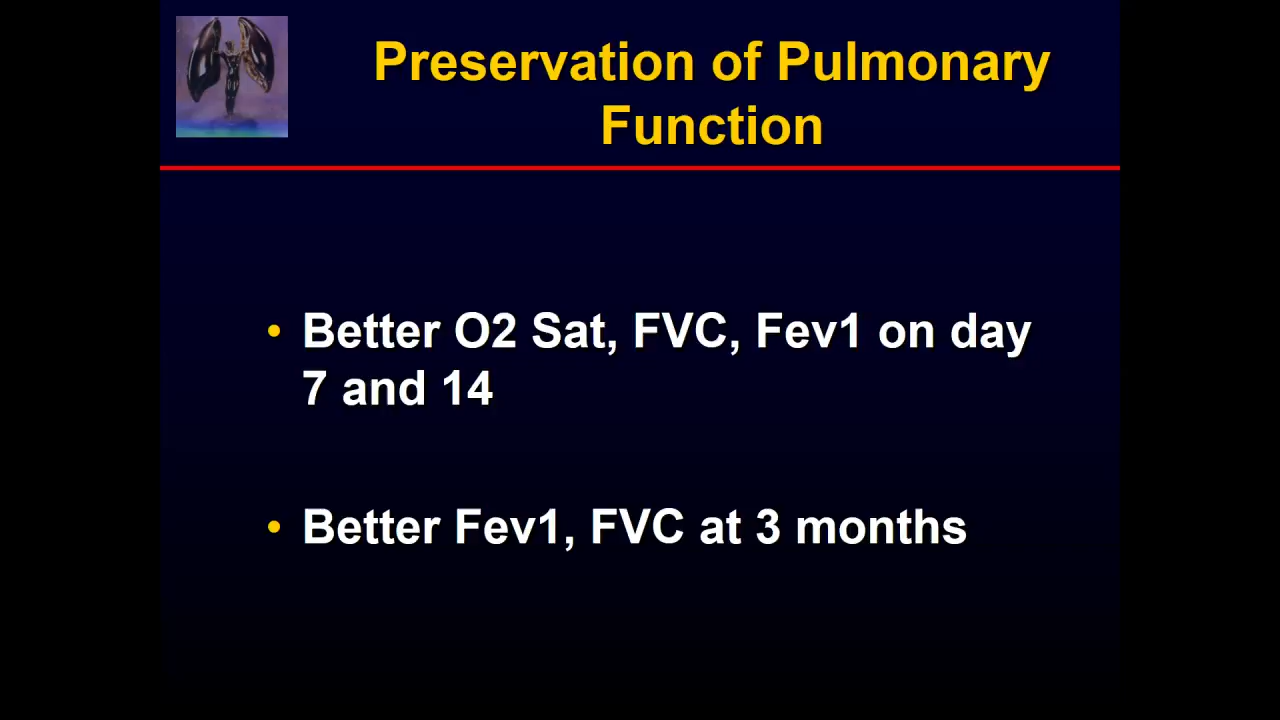 Preservation of Pulmonary
Function
• Better O2 Sat, FVC, Fev1 on day
7 and 14
• Better Fev1, FVC at 3 months